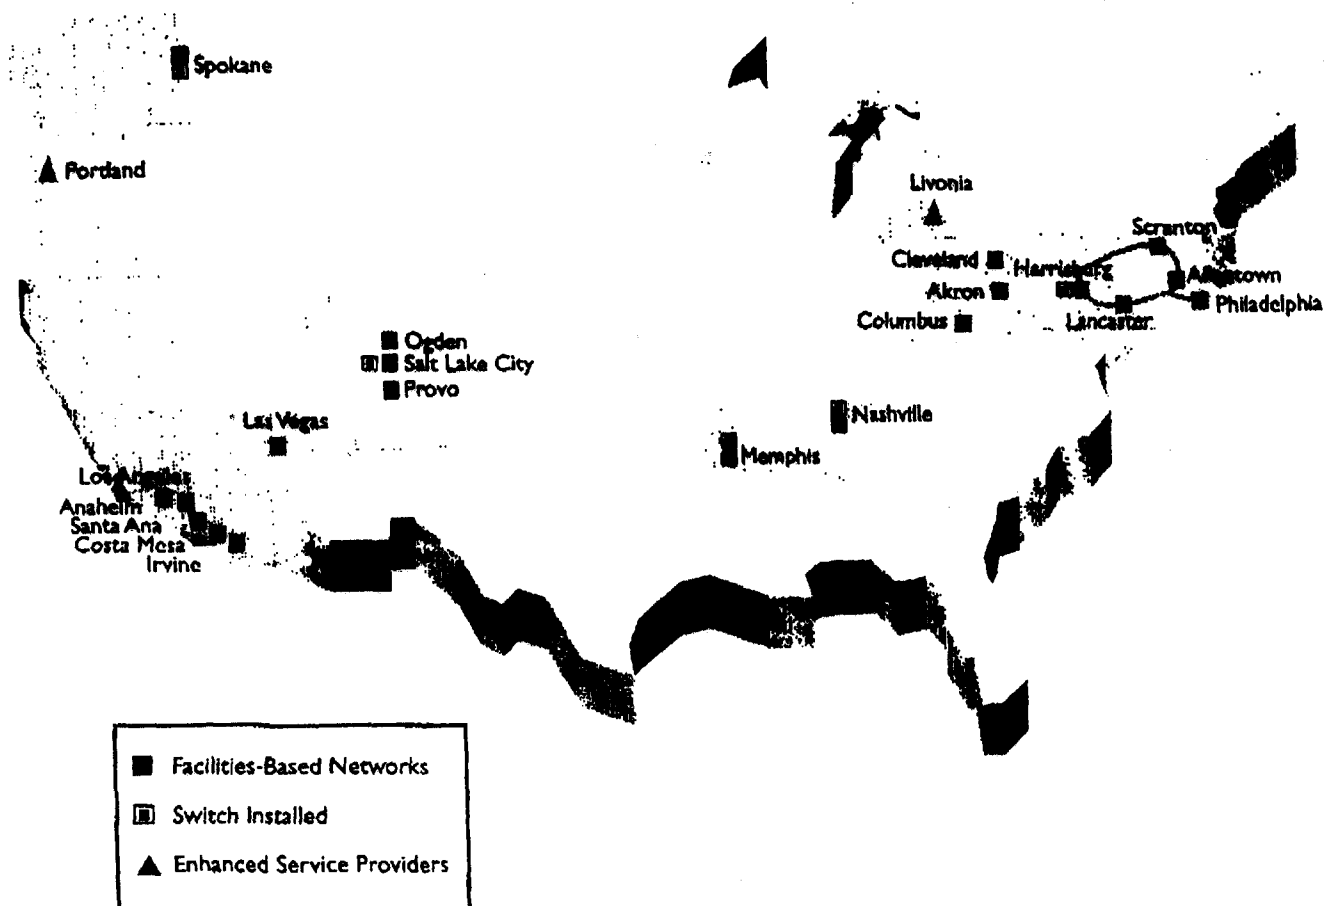 Spokane
Portland
Livonia
Scranton
Cleveland
Harrisburg
Allentown
Akron
Philadelphia
Columbus
Lancaster
Ogden
Salt Lake City
Provo
Las Vegas
Nashville
Memphis
Los Angeles
Anaheim
Santa Ana
Costa Mesa
Irvine
Facilities-Based Networks
Switch Installed
Enhanced Service Providers